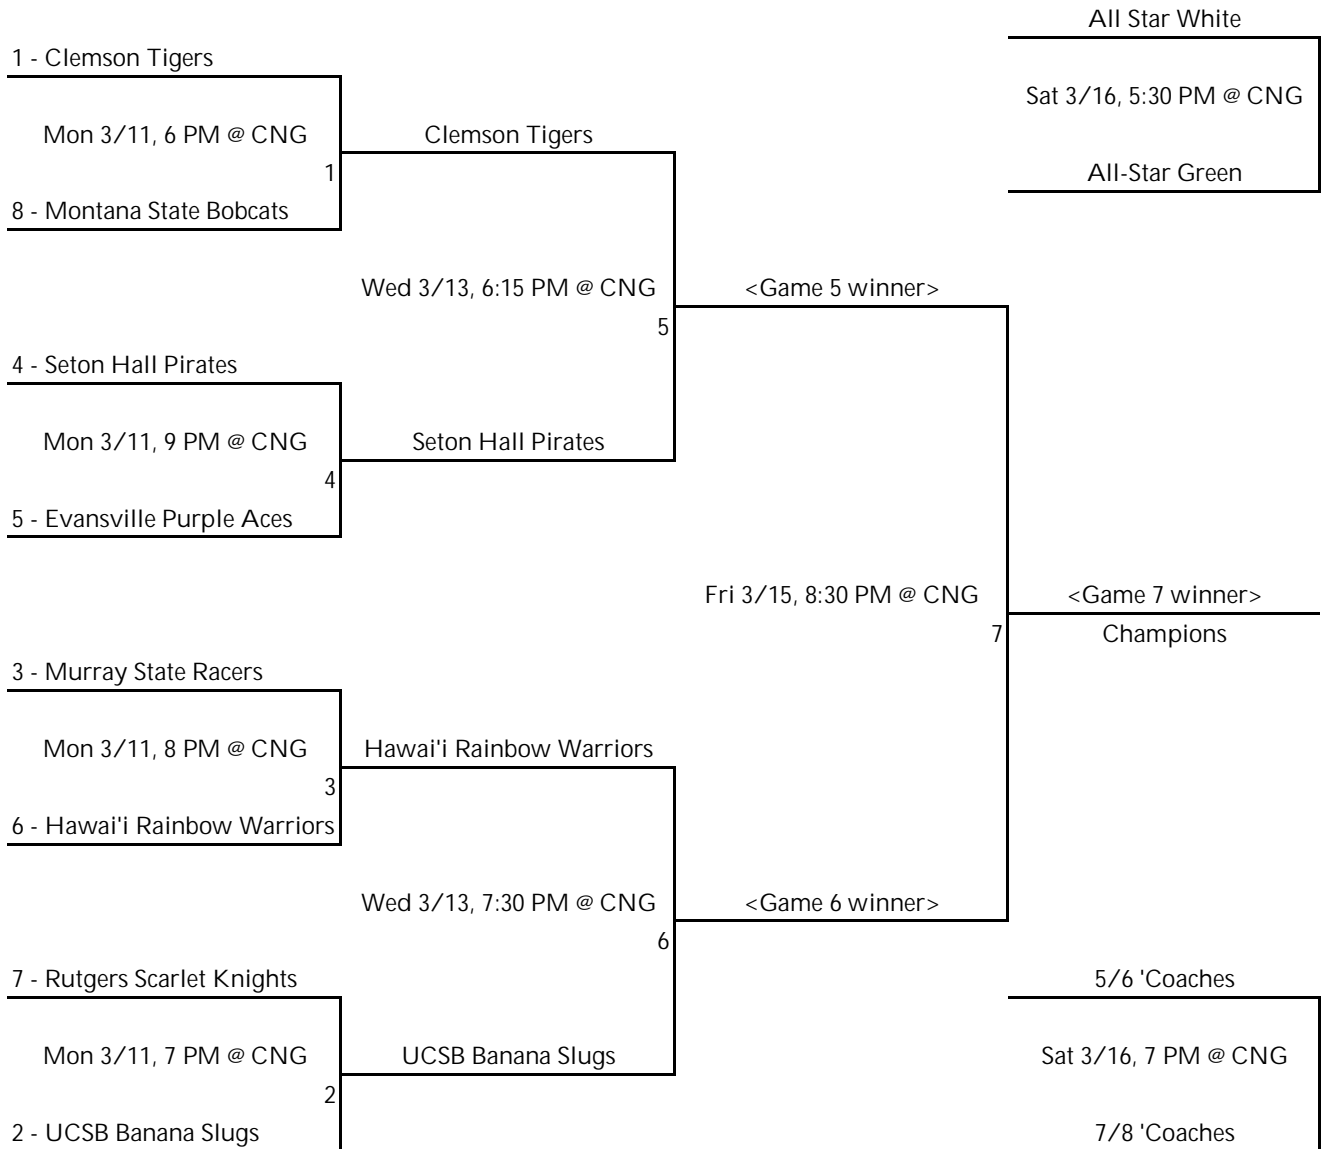 All Star White
1 - Clemson Tigers
Sat 3/16, 5:30 PM @ CNG
Mon 3/11, 6 PM @ CNG
Clemson Tigers
1
All-Star Green
8 - Montana State Bobcats
Wed 3/13, 6:15 PM @ CNG
<Game 5 winner>
5
4 - Seton Hall Pirates
Mon 3/11, 9 PM @ CNG
Seton Hall Pirates
4
5 - Evansville Purple Aces
Fri 3/15, 8:30 PM @ CNG
<Game 7 winner>
7
Champions
3 - Murray State Racers
Mon 3/11, 8 PM @ CNG
Hawai'i Rainbow Warriors
3
6 - Hawai'i Rainbow Warriors
Wed 3/13, 7:30 PM @ CNG
<Game 6 winner>
6
7 - Rutgers Scarlet Knights
5/6 'Coaches
Mon 3/11, 7 PM @ CNG
UCSB Banana Slugs
Sat 3/16, 7 PM @ CNG
2
2 - UCSB Banana Slugs
7/8 'Coaches